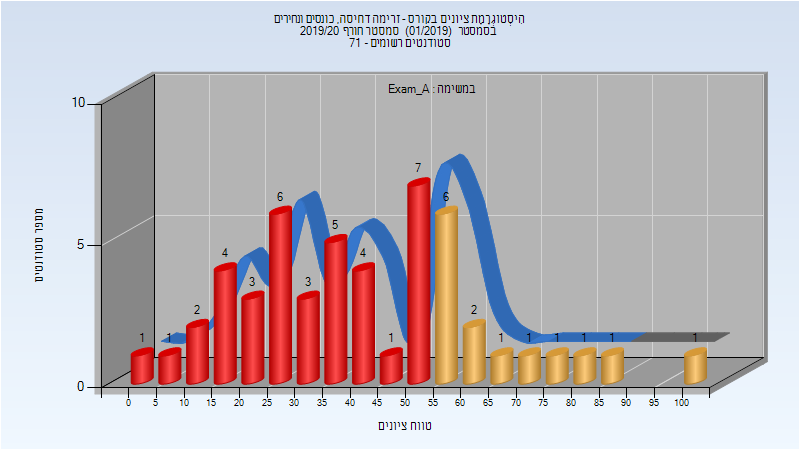 היסטוגרמת ציונים בקורס - זרימה דחיסה, כונסים ונחירים
בסמסטר (01/2019) סמסטר חורף 2019/20
סטודנטים רשומים - 71
במשימה : Exam_A
מספר סטודנטים
10
5
0
1 1 2 4 3 6 3 5 4 1 7 6 2 1 1 1 1 1 1
0 5 10 15 20 25 30 35 40 45 50 55 60 65 70 75 80 85 90 95 100
טווח ציונים